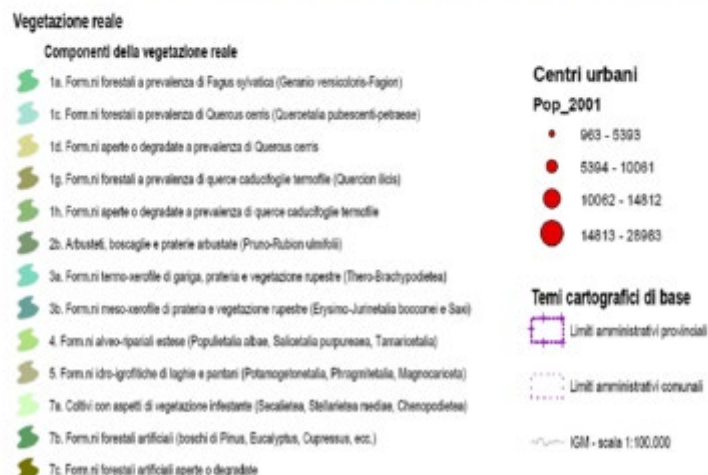 Vegetazione reale
Componenti della vegetazione reale
1a. Form.ni forestali a prevalenza di Fagus sylvatica (Geranio versicoloris-Fagion)
1c. Form.ni forestali a prevalenza di Quercus cerris (Quercetalia pubescenti-petraeae)
1d. Form.ni aperte o degradate a prevalenza di Quercus cerris
1g. Form.ni forestali a prevalenza di querce caducifoglie termofile (Quercion ilicis)
1h. Form.ni aperte o degradate a prevalenza di querce caducifoglie termofile
2b. Arbusteti, boscaglie e praterie arbustate (Pruno-Rubion ulmifolii)
3a. Form.ni termo-xerofile di gariga, prateria e vegetazione rupestre (Thero-Brachypodietea)
3b. Form.ni meso-xerofile di prateria e vegetazione rupestre (Erysimo-Jurinetalia bocconei e Saxi)
4. Form.ni alveo-ripariali estese (Populetalia albae, Salicetalia purpureaea, Tamaricetalia)
5. Form.ni idro-igrofitiche di laghie e pantani (Potamogetonetalia, Phragmitetalia, Magnocariceta)
7a. Coltivi con aspetti di vegetazione infestante (Secalietea, Stellarietea mediae, Chenopodietea)
7b. Form.ni forestali artificiali (boschi di Pinus, Eucalyptus, Cupressus, ecc.)
7c. Form.ni forestali artificiali aperte o degradate
Centri urbani
Pop_2001
963 - 5393
5394 - 10061
10062 - 14812
14813 - 28983
Temi cartografici di base
Limiti amministrativi provinciali
Limiti amministrativi comunali
IGM - scala 1:100.000